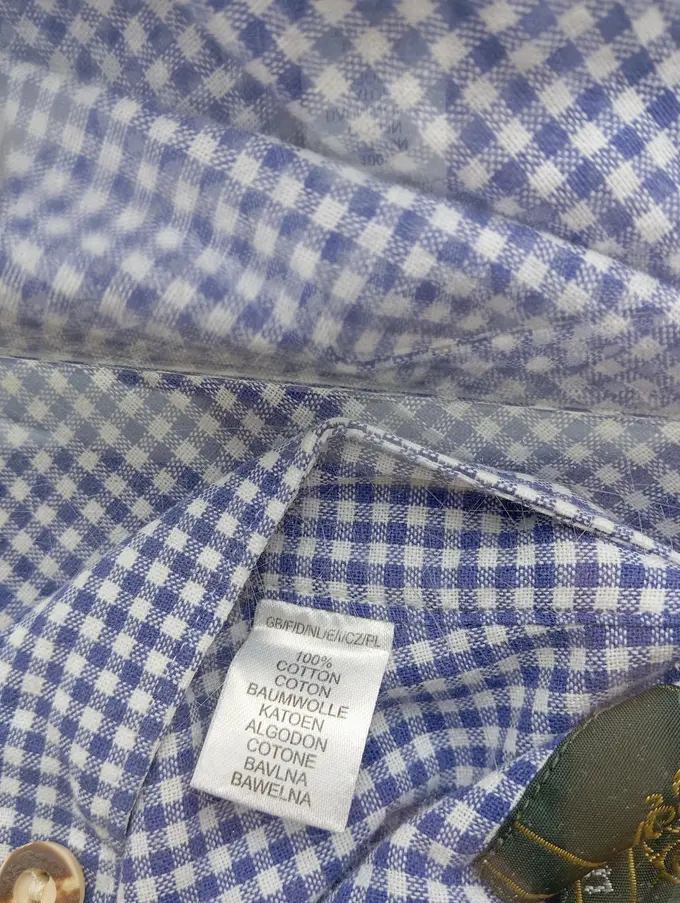 GB/F/D/NL/E/I/CZ/PL
100%
COTTON
COTON
BAUMWOLLE
KATOEN
ALGODON
COTONE
BAVLNA
BAWELNA